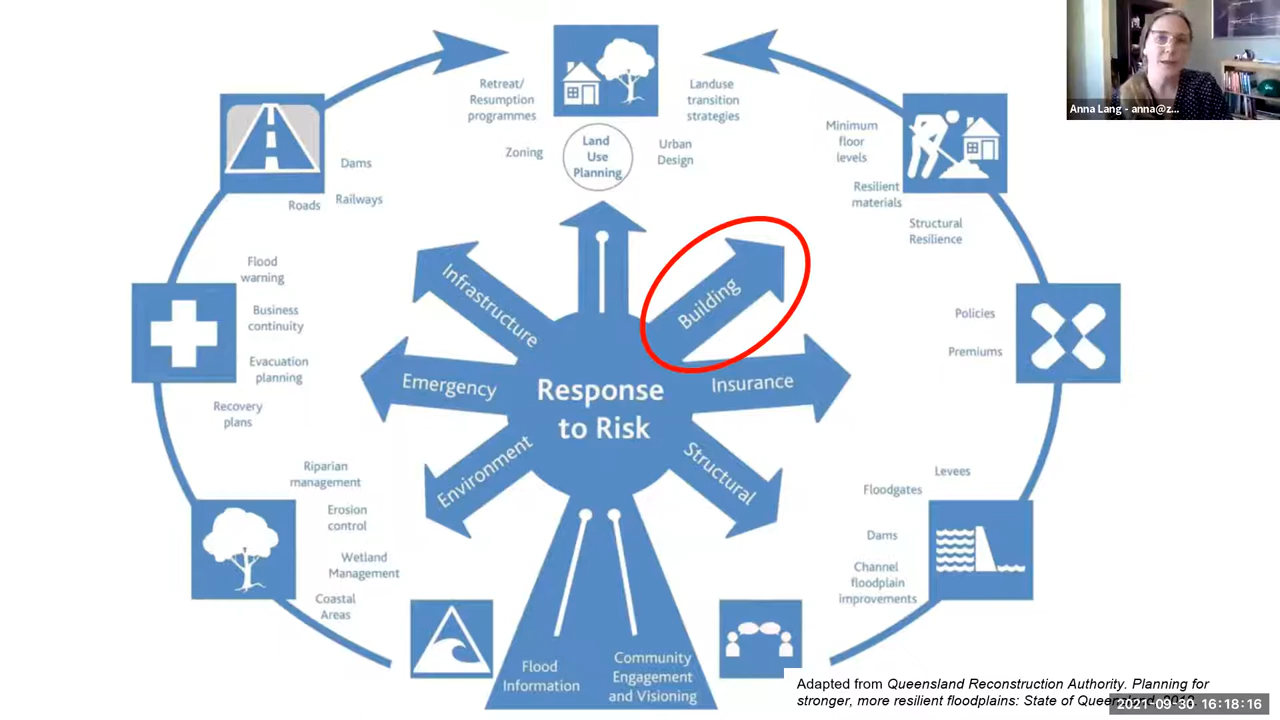 Anna Lang - anna@z...
Retreat/
Resumption
programmes
Landuse
transition
strategies
Land
Use
Planning
Zoning
Urban
Design
Minimum
floor
levels
Resilient
materials
Structural
Resilience
Dams
Roads
Railways
Flood
warning
Business
continuity
Evacuation
planning
Recovery
plans
Infrastructure
Building
Policies
Premiums
Emergency
Insurance
Response
to Risk
Environment
Structural
Riparian
management
Erosion
control
Wetland
Management
Coastal
Areas
Levees
Floodgates
Dams
Channel
floodplain
improvements
Flood
Information
Community
Engagement
and Visioning
Adapted from Queensland Reconstruction Authority. Planning for
stronger, more resilient floodplains: State of
2021-09-30 16:18:16